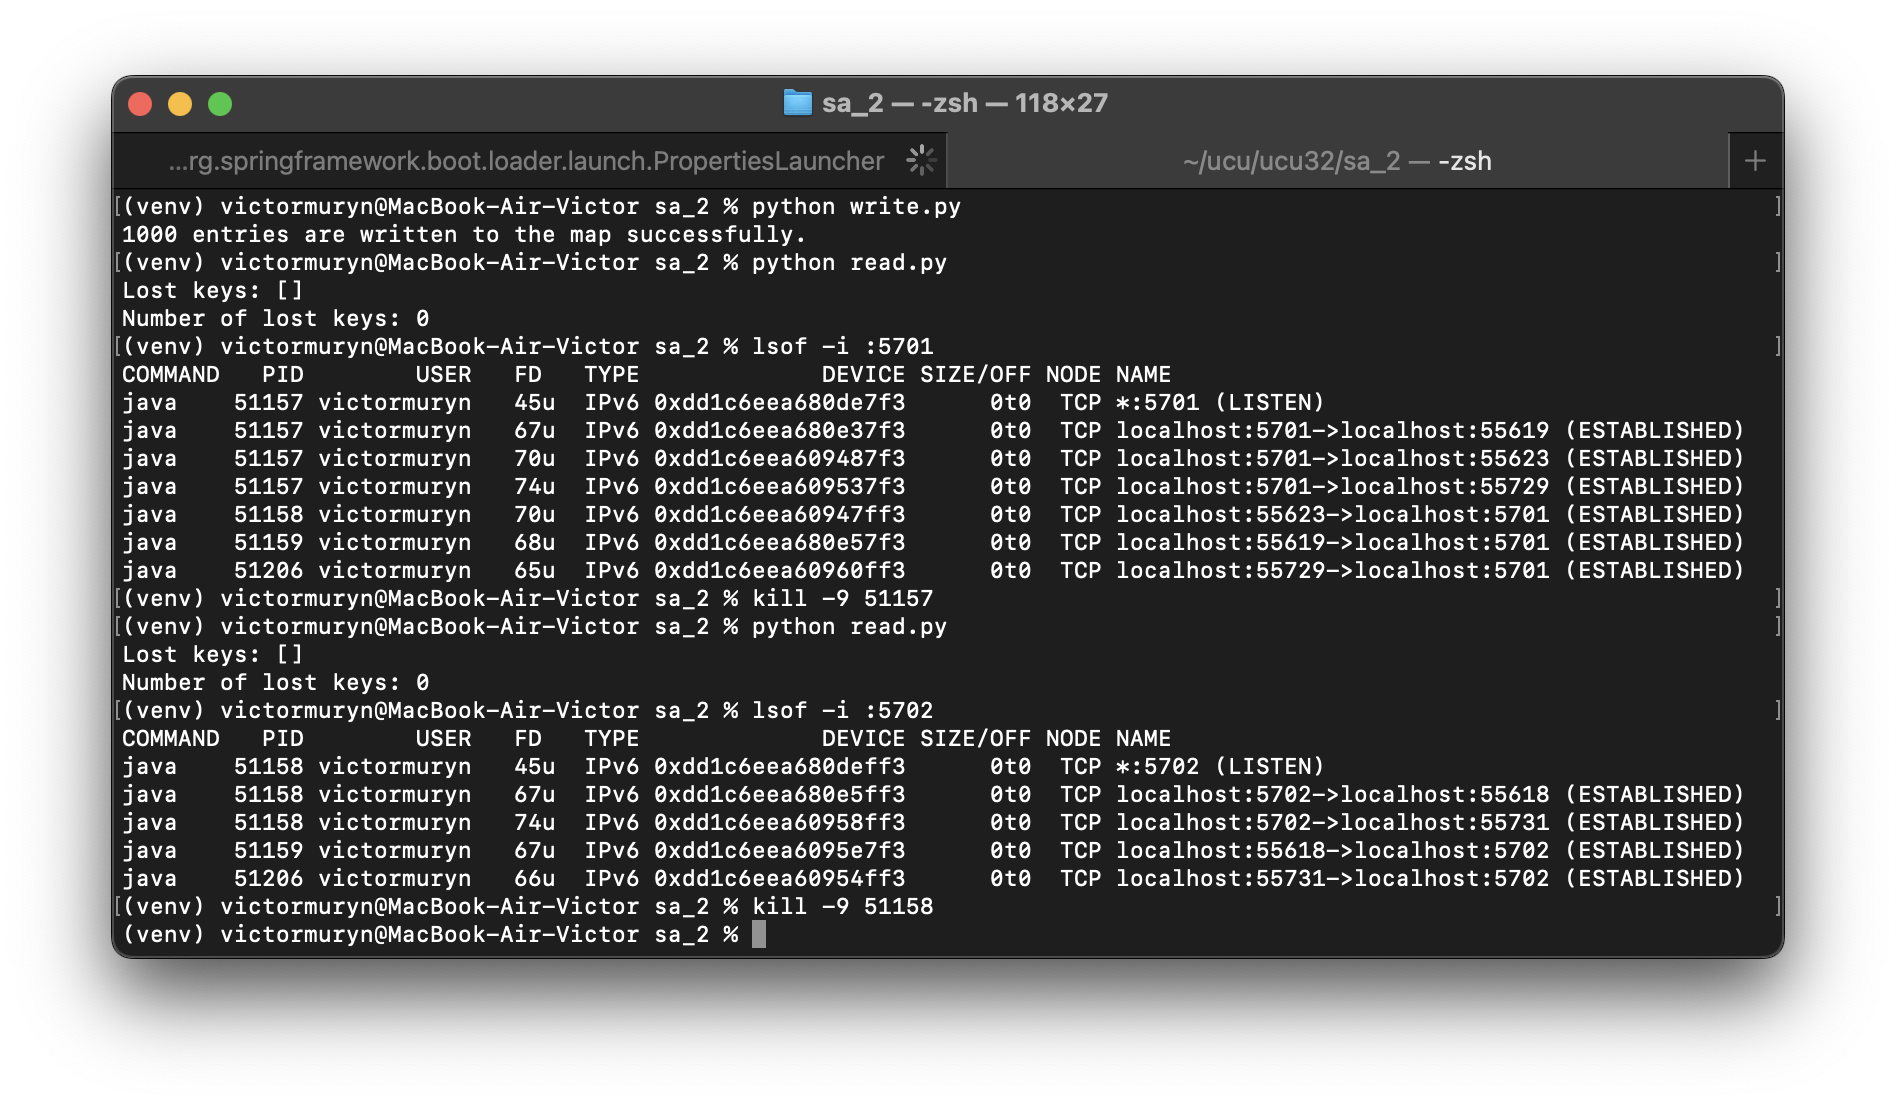 sa_2 — -zsh — 118×27
...rg.springframework.boot.loader.launch.PropertiesLauncher
~/ucu/ucu32/sa_2 — -zsh
+
[(venv) victormuryn@MacBook-Air-Victor sa_2 % python write.py ]
1000 entries are written to the map successfully.
[(venv) victormuryn@MacBook-Air-Victor sa_2 % python read.py ]
Lost keys: []
Number of lost keys: 0
[(venv) victormuryn@MacBook-Air-Victor sa_2 % lsof -i :5701 ]
COMMAND   PID        USER   FD   TYPE             DEVICE SIZE/OFF NODE NAME
java    51157 victormuryn   45u  IPv6 0xdd1c6eea680de7f3      0t0  TCP *:5701 (LISTEN)
java    51157 victormuryn   67u  IPv6 0xdd1c6eea680e37f3      0t0  TCP localhost:5701->localhost:55619 (ESTABLISHED)
java    51157 victormuryn   70u  IPv6 0xdd1c6eea609487f3      0t0  TCP localhost:5701->localhost:55623 (ESTABLISHED)
java    51157 victormuryn   74u  IPv6 0xdd1c6eea609537f3      0t0  TCP localhost:5701->localhost:55729 (ESTABLISHED)
java    51158 victormuryn   70u  IPv6 0xdd1c6eea60947ff3      0t0  TCP localhost:55623->localhost:5701 (ESTABLISHED)
java    51159 victormuryn   68u  IPv6 0xdd1c6eea680e57f3      0t0  TCP localhost:55619->localhost:5701 (ESTABLISHED)
java    51206 victormuryn   65u  IPv6 0xdd1c6eea60960ff3      0t0  TCP localhost:55729->localhost:5701 (ESTABLISHED)
[(venv) victormuryn@MacBook-Air-Victor sa_2 % kill -9 51157 ]
[(venv) victormuryn@MacBook-Air-Victor sa_2 % python read.py ]
Lost keys: []
Number of lost keys: 0
[(venv) victormuryn@MacBook-Air-Victor sa_2 % lsof -i :5702 ]
COMMAND   PID        USER   FD   TYPE             DEVICE SIZE/OFF NODE NAME
java    51158 victormuryn   45u  IPv6 0xdd1c6eea680deff3      0t0  TCP *:5702 (LISTEN)
java    51158 victormuryn   67u  IPv6 0xdd1c6eea680e5ff3      0t0  TCP localhost:5702->localhost:55618 (ESTABLISHED)
java    51158 victormuryn   74u  IPv6 0xdd1c6eea60958ff3      0t0  TCP localhost:5702->localhost:55731 (ESTABLISHED)
java    51159 victormuryn   67u  IPv6 0xdd1c6eea6095e7f3      0t0  TCP localhost:55618->localhost:5702 (ESTABLISHED)
java    51206 victormuryn   66u  IPv6 0xdd1c6eea60954ff3      0t0  TCP localhost:55731->localhost:5702 (ESTABLISHED)
[(venv) victormuryn@MacBook-Air-Victor sa_2 % kill -9 51158 ]
(venv) victormuryn@MacBook-Air-Victor sa_2 %